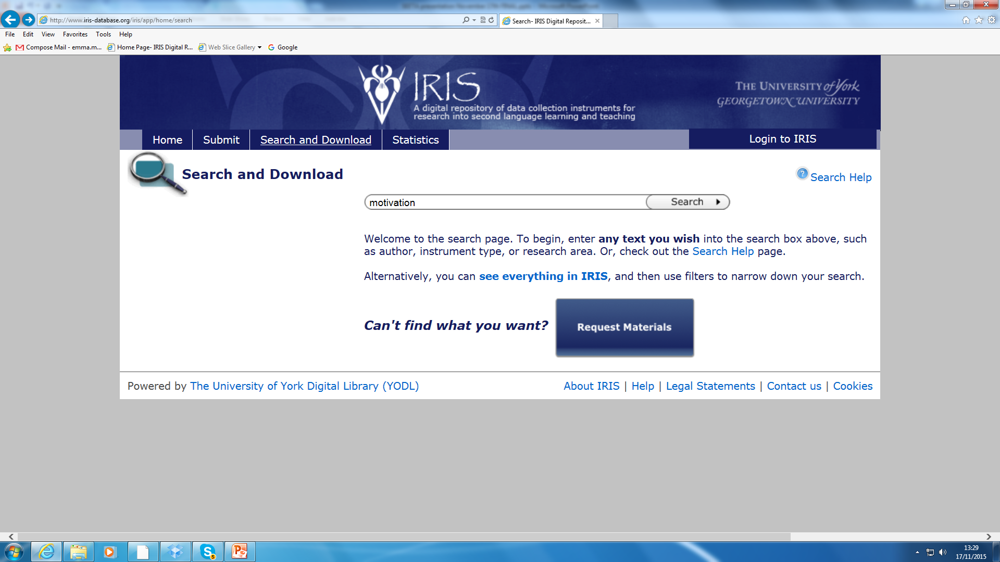 http://www.iris-database.org/iris/app/home/search
Search- IRIS Digital Reposit...
File Edit View Favorites Tools Help
Compose Mail - emma.m... Home Page- IRIS Digital R... Web Slice Gallery Google
IRIS
A digital repository of data collection instruments for
research into second language learning and teaching
THE UNIVERSITY of York
GEORGETOWN UNIVERSITY
Home Submit Search and Download Statistics Login to IRIS
Search and Download
Search Help
motivation Search
Welcome to the search page. To begin, enter any text you wish into the search box above, such
as author, instrument type, or research area. Or, check out the Search Help page.
Alternatively, you can see everything in IRIS, and then use filters to narrow down your search.
Can't find what you want? Request Materials
Powered by The University of York Digital Library (YODL)
About IRIS | Help | Legal Statements | Contact us | Cookies
13:29
17/11/2015